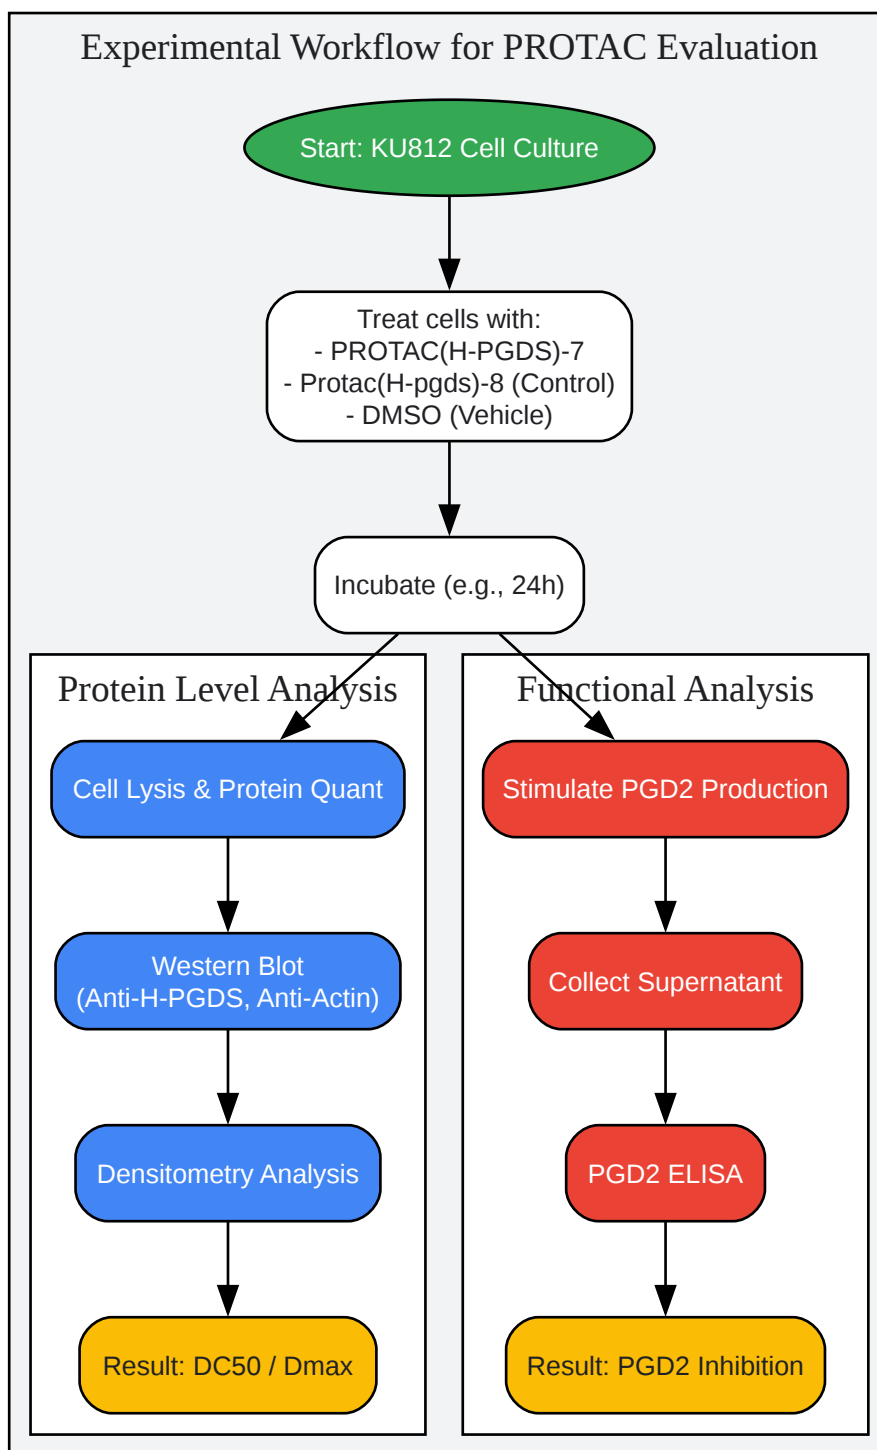 Experimental Workflow for PROTAC Evaluation
Start: KU812 Cell Culture
Treat cells with:
- PROTAC(H-PGDS)-7
- Protac(H-pgds)-8 (Control)
- DMSO (Vehicle)
Incubate (e.g., 24h)
Protein Level Analysis
Cell Lysis & Protein Quant
Western Blot
(Anti-H-PGDS, Anti-Actin)
Densitometry Analysis
Result: DC50 / Dmax
Functional Analysis
Stimulate PGD2 Production
Collect Supernatant
PGD2 ELISA
Result: PGD2 Inhibition